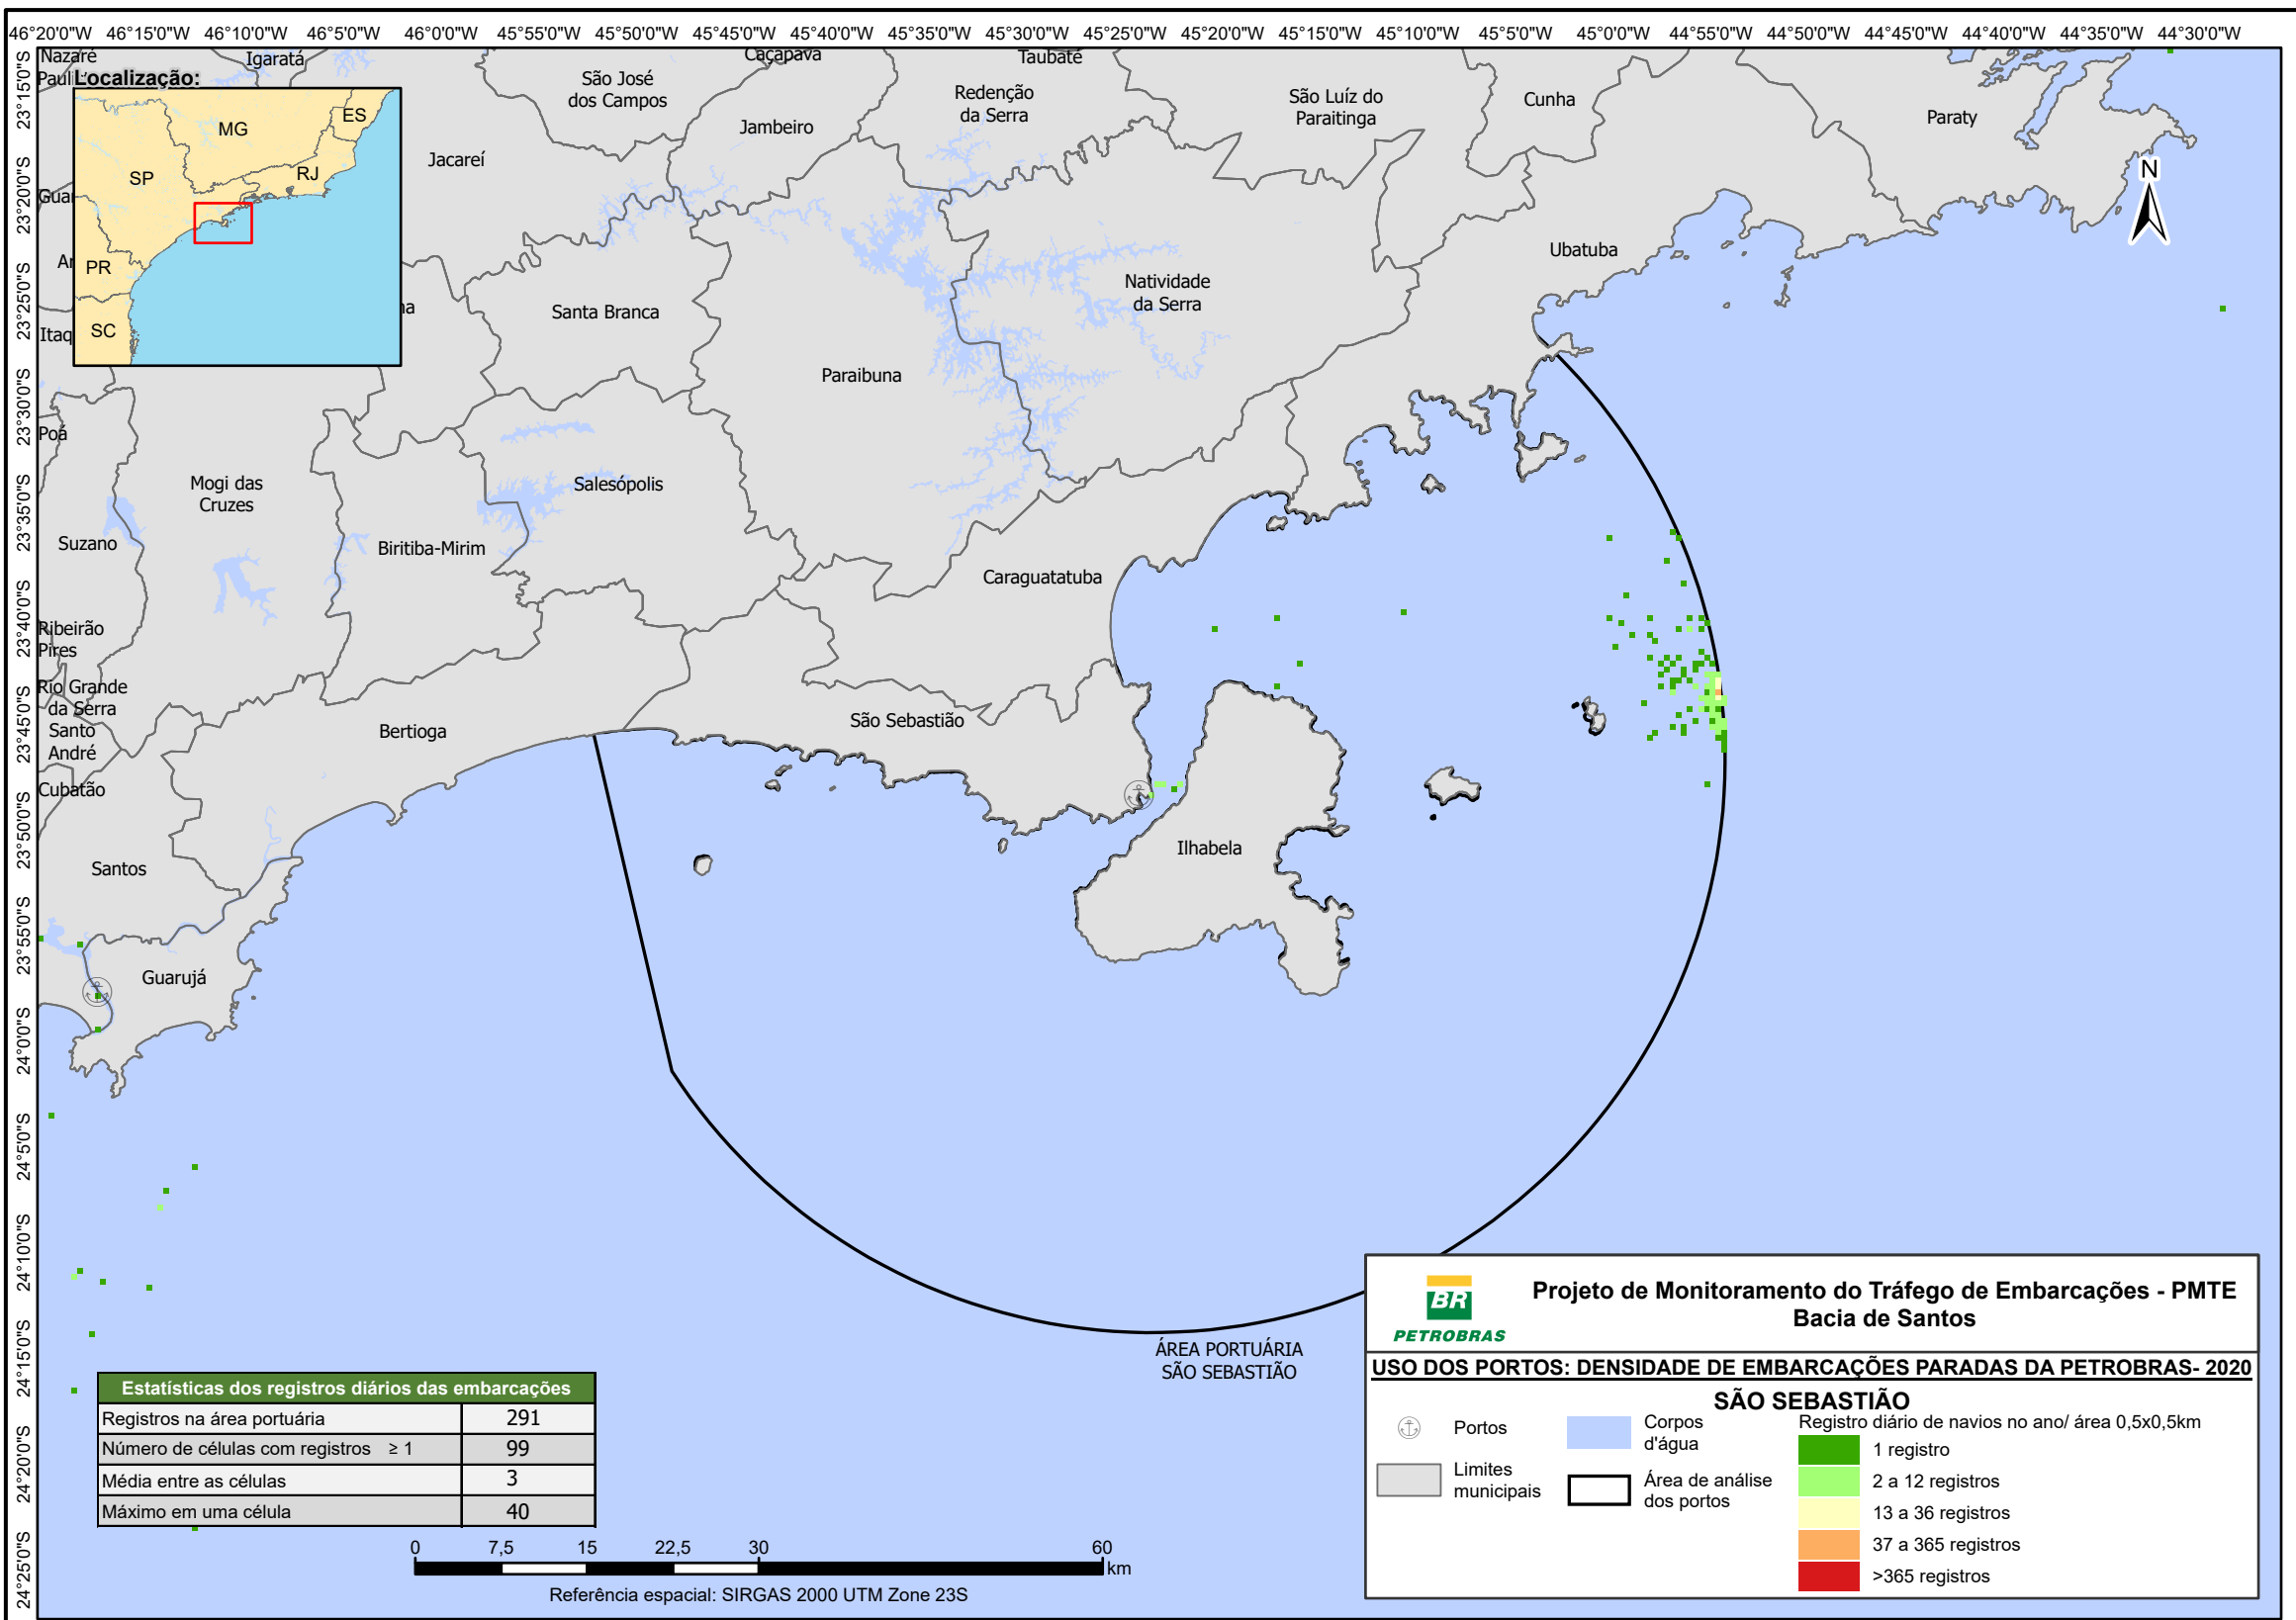 46°20'0"W 46°15'0"W 46°10'0"W 46°5'0"W 46°0'0"W 45°55'0"W 45°50'0"W 45°45'0"W 45°40'0"W 45°35'0"W 45°30'0"W 45°25'0"W 45°20'0"W 45°15'0"W 45°10'0"W 45°5'0"W 45°0'0"W 44°55'0"W 44°50'0"W 44°45'0"W 44°40'0"W 44°35'0"W 44°30'0"W
23°15'0"S
23°20'0"S
23°25'0"S
23°30'0"S
23°35'0"S
23°40'0"S
23°45'0"S
23°50'0"S
23°55'0"S
24°0'0"S
24°5'0"S
24°10'0"S
24°15'0"S
24°20'0"S
24°25'0"S
Nazaré
Pauli
Localização:
Igaratá
MG
ES
SP
RJ
PR
SC
Guar
Ar
Itaq
na
São José
dos Campos
Caçapava
Taubaté
Jambeiro
Redenção
da Serra
São Luíz do
Paraitinga
Cunha
Paraty
N
Jacareí
Ubatuba
Santa Branca
Natividade
da Serra
Paraibuna
Poá
Mogi das
Cruzes
Salesópolis
Suzano
Biritiba-Mirim
Caraguatatuba
Ribeirão
Pires
Rio Grande
da Serra
Santo
André
Cubatão
Bertioga
São Sebastião
Ilhabela
Santos
Guarujá
ÁREA PORTUÁRIA
SÃO SEBASTIÃO
Estatísticas dos registros diários das embarcações
Registros na área portuária 291
Número de células com registros ≥ 1 99
Média entre as células 3
Máximo em uma célula 40
0 7,5 15 22,5 30 60
km
Referência espacial: SIRGAS 2000 UTM Zone 23S
BR
PETROBRAS
Projeto de Monitoramento do Tráfego de Embarcações - PMTE
Bacia de Santos
USO DOS PORTOS: DENSIDADE DE EMBARCAÇÕES PARADAS DA PETROBRAS- 2020
SÃO SEBASTIÃO
Portos
Limites
municipais
Corpos
d'água
Área de análise
dos portos
Registro diário de navios no ano/ área 0,5x0,5km
1 registro
2 a 12 registros
13 a 36 registros
37 a 365 registros
>365 registros